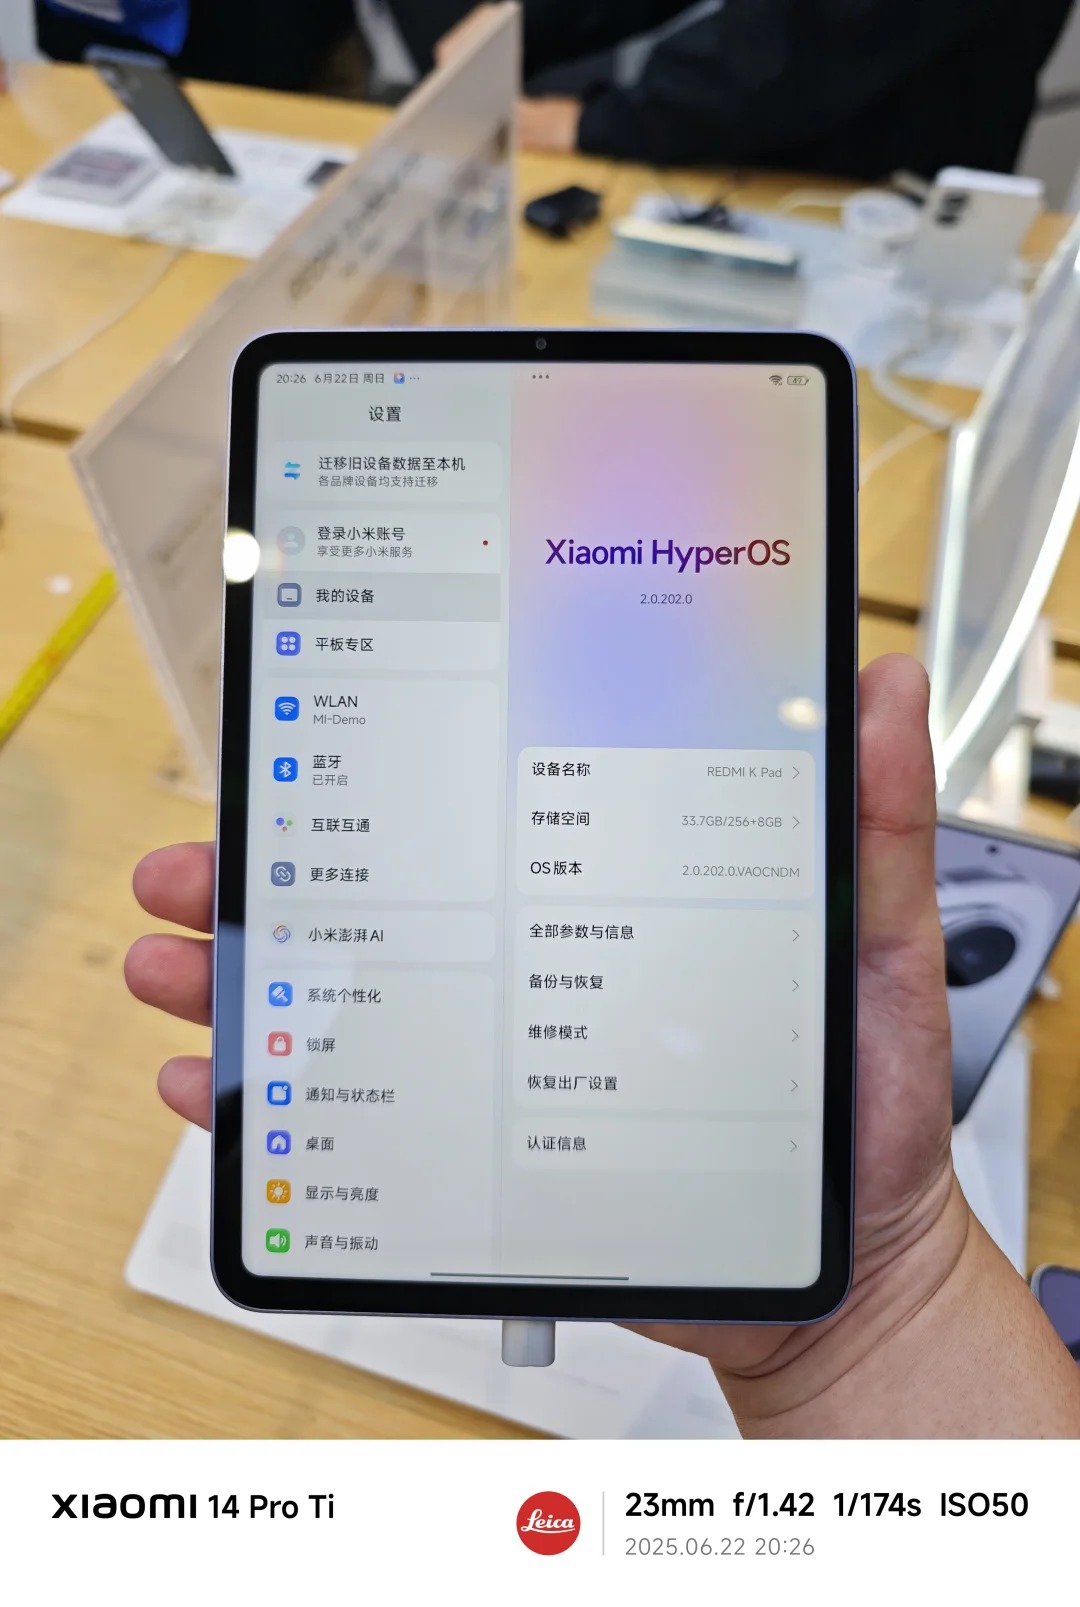 20:26 6月22日 周日
设置
迁移旧设备数据至本机
各品牌设备均支持迁移
登录小米账号
享受更多小米服务
我的设备
平板专区
WLAN
MI-Demo
蓝牙
已开启
互联互通
更多连接
小米澎湃 AI
系统个性化
锁屏
通知与状态栏
桌面
显示与亮度
声音与振动
Xiaomi HyperOS
2.0.202.0
设备名称 REDMI K Pad
存储空间 33.7GB/256+8GB
OS 版本 2.0.202.0.VAOCNDM
全部参数与信息
备份与恢复
维修模式
恢复出厂设置
认证信息
xiaomi 14 Pro Ti
Leica
23mm f/1.42 1/174s ISO50
2025.06.22 20:26